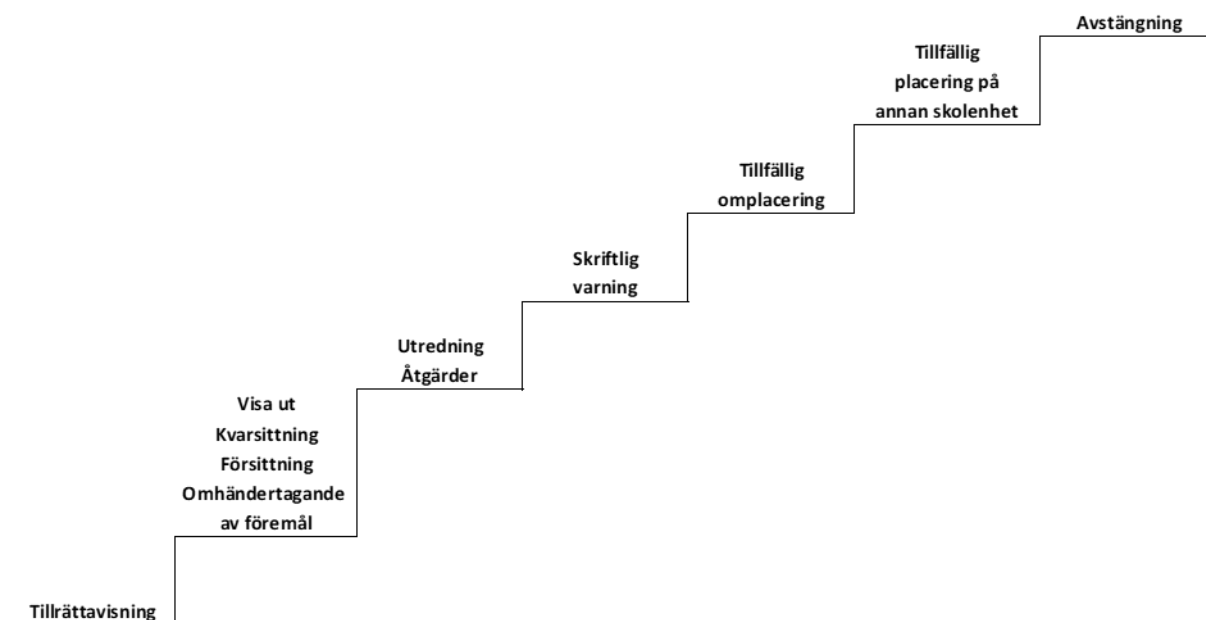 Avstängning
Tillfällig
placering på
annan skolenhet
Tillfällig
omplacering
Skriftlig
varning
Utredning
Åtgärder
Visa ut
Kvarsittning
Försittning
Omhändertagande
av föremål
Tillrättavisning